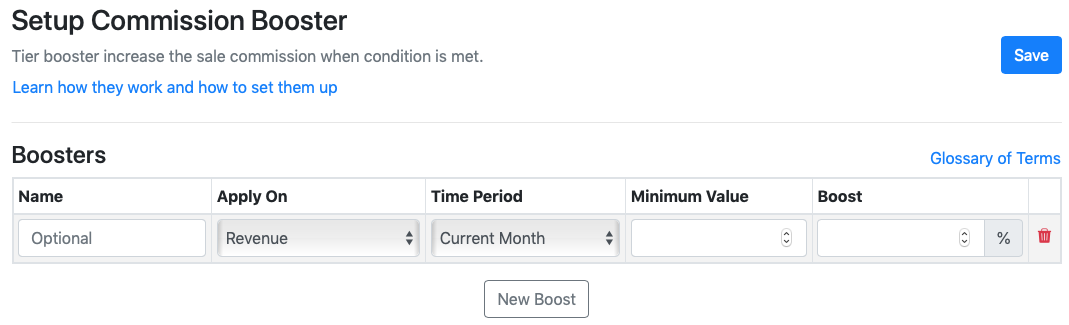 Setup Commission Booster
Tier booster increase the sale commission when condition is met.
Save
Learn how they work and how to set them up
Boosters
Glossary of Terms
Name Apply On Time Period Minimum Value Boost
Optional Revenue Current Month %
New Boost